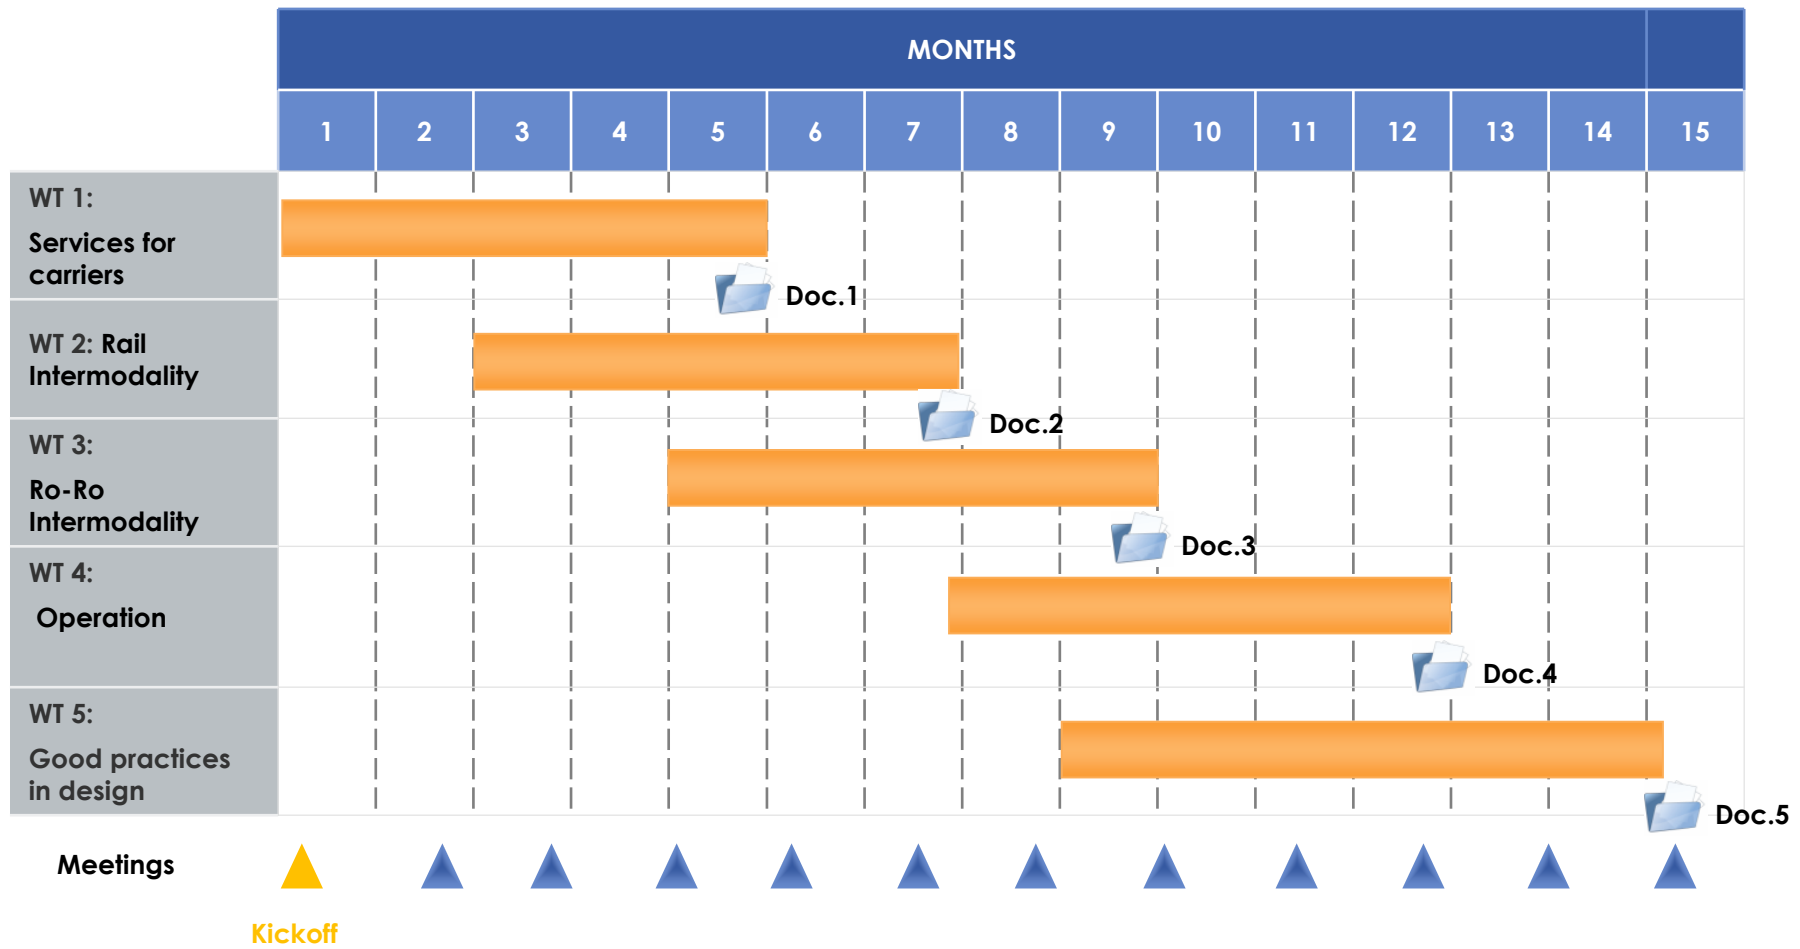 MONTHS
1 2 3 4 5 6 7 8 9 10 11 12 13 14 15
WT 1:
Services for
carriers
Doc.1
WT 2: Rail
Intermodality
Doc.2
WT 3:
Ro-Ro
Intermodality
Doc.3
WT 4:
Operation
Doc.4
WT 5:
Good practices
in design
Doc.5
Meetings
Kickoff